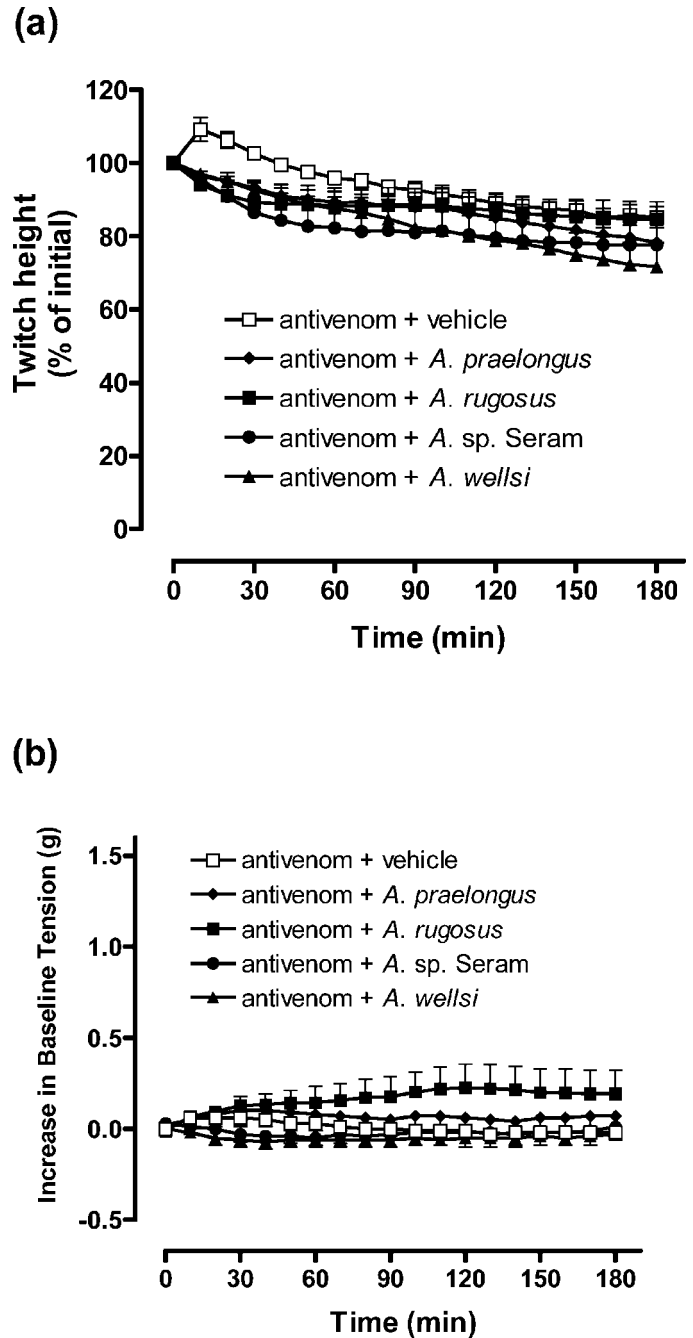 (a)
120
100
80
60
40
20
0
Twitch height
(% of initial)
antivenom + vehicle
antivenom + A. praelongus
antivenom + A. rugosus
antivenom + A. sp. Seram
antivenom + A. wellsi
0 30 60 90 120 150 180
Time (min)
(b)
1.5
1.0
0.5
0.0
-0.5
Increase in Baseline Tension (g)
antivenom + vehicle
antivenom + A. praelongus
antivenom + A. rugosus
antivenom + A. sp. Seram
antivenom + A. wellsi
0 30 60 90 120 150 180
Time (min)